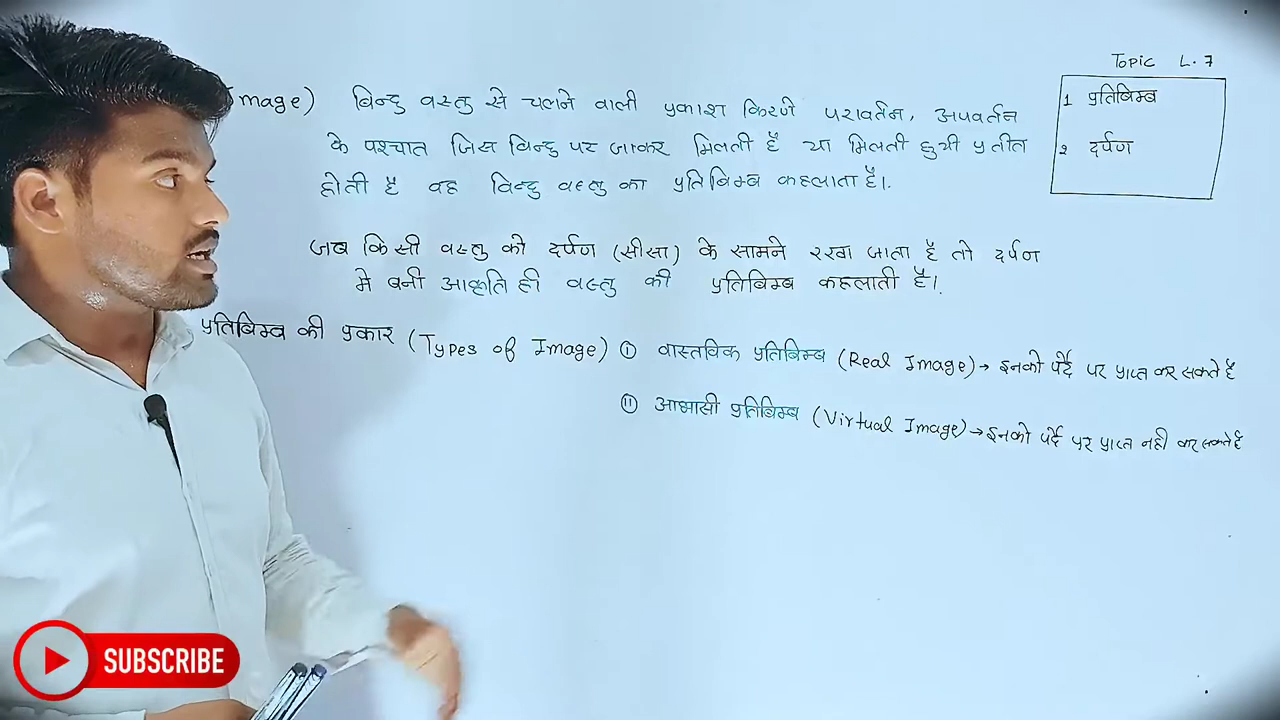 Topic L.7
1 प्रतिबिम्ब
2 दर्पण
mage) बिन्दु वस्तु से चलने वाली प्रकाश किरणे परावर्तन, अपवर्तन
के पश्चात जिस बिन्दु पर जाकर मिलती है या मिलती हुयी प्रतीत
होती है वह बिन्दु वस्तु का प्रतिबिम्ब कहलाता है।
जब किसी वस्तु को दर्पण (सीसा) के सामने रखा जाता है तो दर्पण
मे बनी आकृति ही वस्तु की प्रतिबिम्ब कहलाती है।
प्रतिबिम्ब की प्रकार (Types of Image) ① वास्तविक प्रतिबिम्ब (Real Image) → इनको पर्दे पर प्राप्त कर सकते है
⑪ आभासी प्रतिबिम्ब (Virtual Image) → इनको पर्दे पर प्राप्त नही कर सकते है
SUBSCRIBE